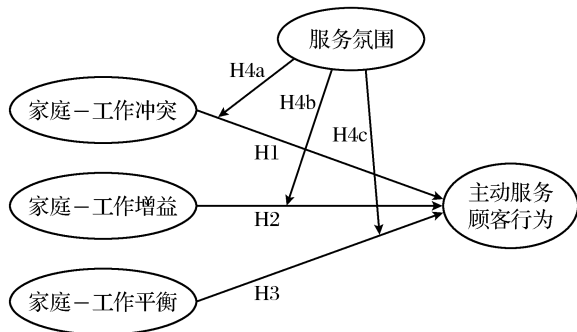 服务氛围
H4a
H4b
家庭－工作冲突
H4c
H1
主动服务
顾客行为
家庭－工作增益
H2
H3
家庭－工作平衡